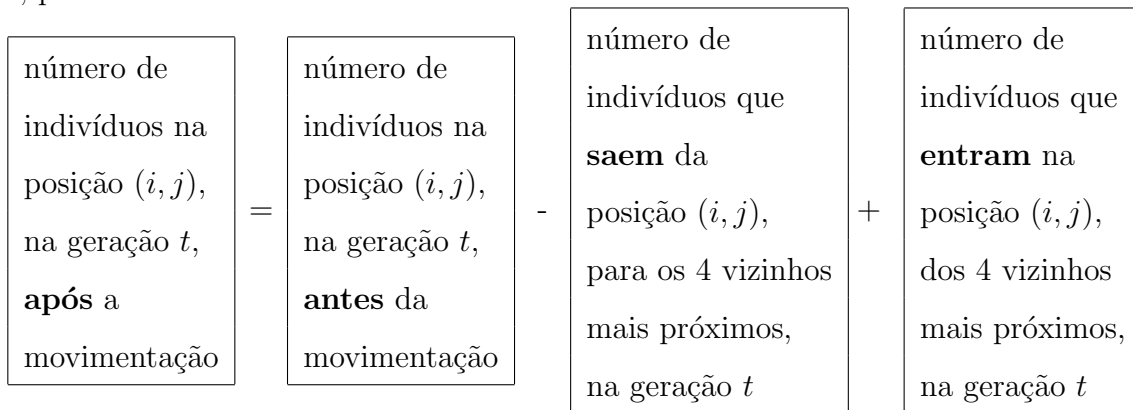 número de
indivíduos na
posição (i, j),
na geração t,
após a
movimentação
=
número de
indivíduos na
posição (i, j),
na geração t,
antes da
movimentação
-
número de
indivíduos que
saem da
posição (i, j),
para os 4 vizinhos
mais próximos,
na geração t
+
número de
indivíduos que
entram na
posição (i, j),
dos 4 vizinhos
mais próximos,
na geração t